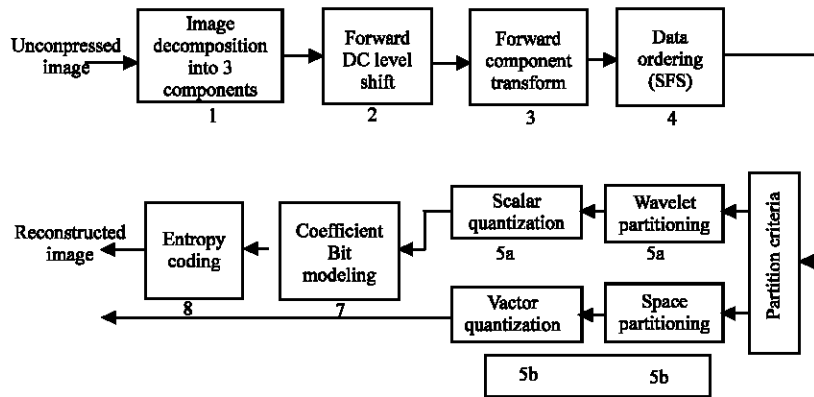 Unconpressed
image
Image
decomposition
into 3
components
1
Forward
DC level
shift
2
Forward
component
transform
3
Data
ordering
(SFS)
4
Reconstructed
image
Entropy
coding
8
Coefficient
Bit
modeling
7
Scalar
quantization
5a
Wavelet
partitioning
5a
Partition criteria
Vactor
quantization
Space
partitioning
5b
5b